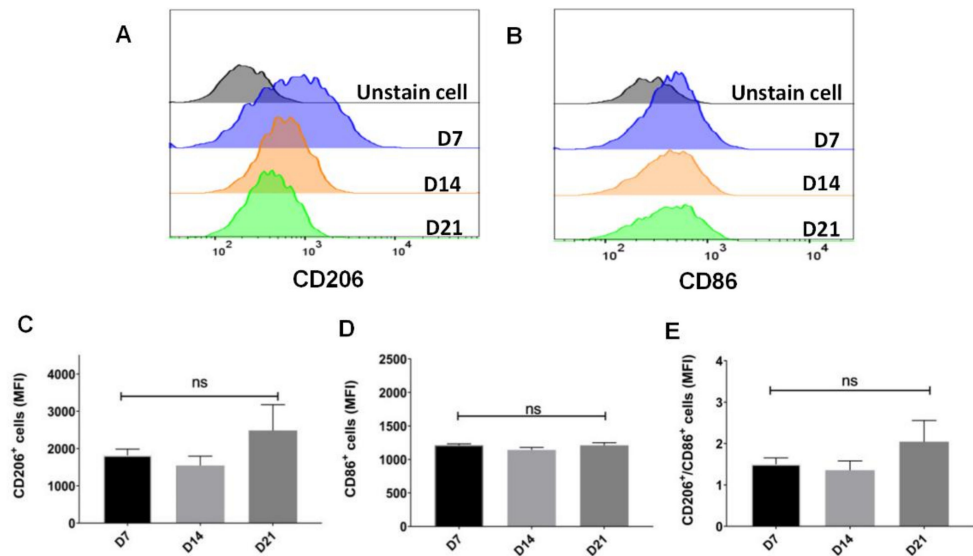 A
Unstain cell
D7
D14
D21
10² 10³ 10⁴
CD206
B
Unstain cell
D7
D14
D21
10² 10³ 10⁴
CD86
C
CD206⁺ cells (MFI)
4000
3000
2000
1000
0
ns
D7 D14 D21
D
CD86⁺ cells (MFI)
2500
2000
1500
1000
500
0
ns
D7 D14 D21
E
CD206⁺/CD86⁺ cells (MFI)
4
3
2
1
0
ns
D7 D14 D21